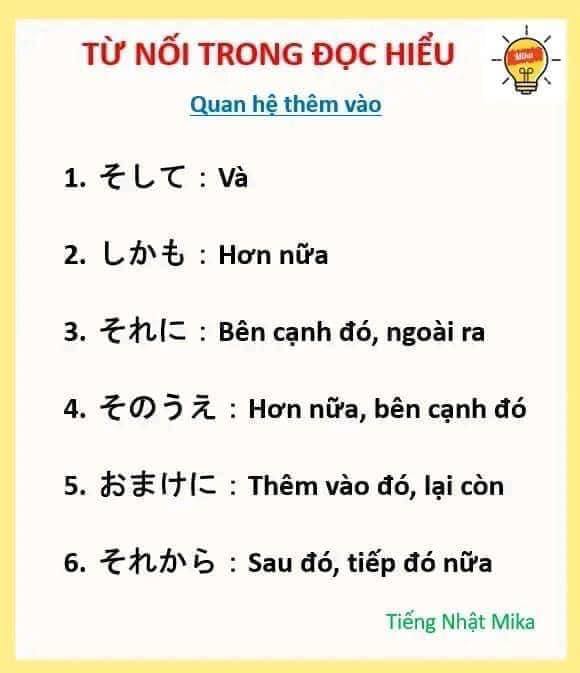 TỪ NỐI TRONG ĐỌC HIỂU
Mika
Quan hệ thêm vào
1. そして : Và
2. しかも : Hơn nữa
3. それに : Bên cạnh đó, ngoài ra
4. そのうえ : Hơn nữa, bên cạnh đó
5. おまけに : Thêm vào đó, lại còn
6. それから : Sau đó, tiếp đó nữa
Tiếng Nhật Mika